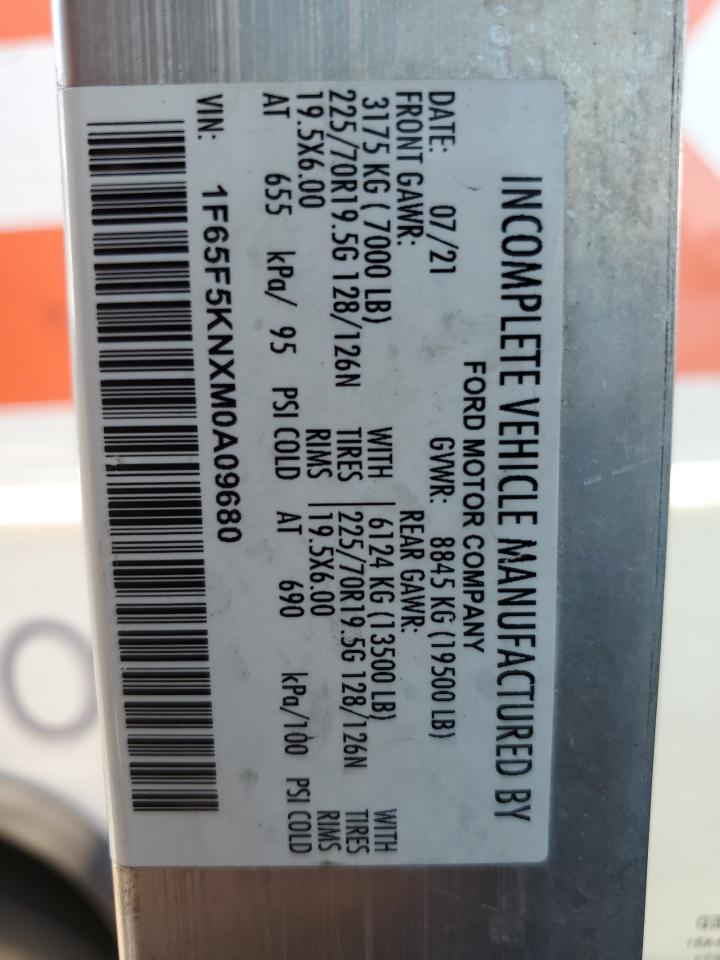 INCOMPLETE VEHICLE MANUFACTURED BY
FORD MOTOR COMPANY
DATE: 07/21 GVWR: 8845 KG (19500 LB)
FRONT GAWR: REAR GAWR:
3175 KG ( 7000 LB) WITH 6124 KG (13500 LB) WITH
225/70R19.5G 128/126N TIRES 225/70R19.5G 128/126N TIRES
19.5X6.00 RIMS 19.5X6.00 RIMS
AT 655 kPa/ 95 PSI COLD AT 690 kPa/100 PSI COLD
VIN: 1F65F5KNXM0A09680